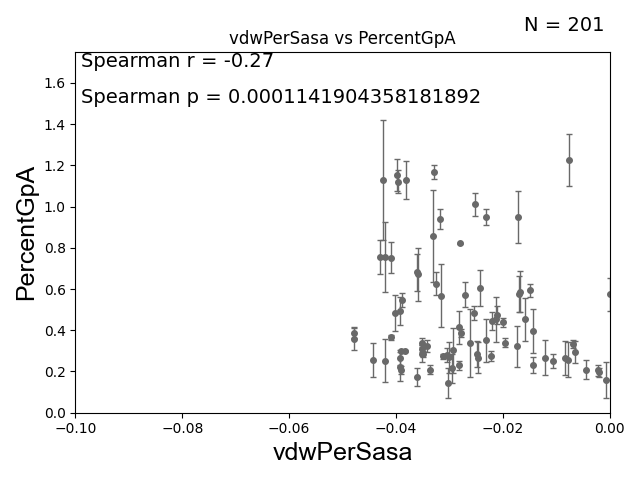 N = 201
vdwPerSasa vs PercentGpA
Spearman r = -0.27
Spearman p = 0.0001141904358181892
PercentGpA
1.6
1.4
1.2
1.0
0.8
0.6
0.4
0.2
0.0
−0.10 −0.08 −0.06 −0.04 −0.02 0.00
vdwPerSasa